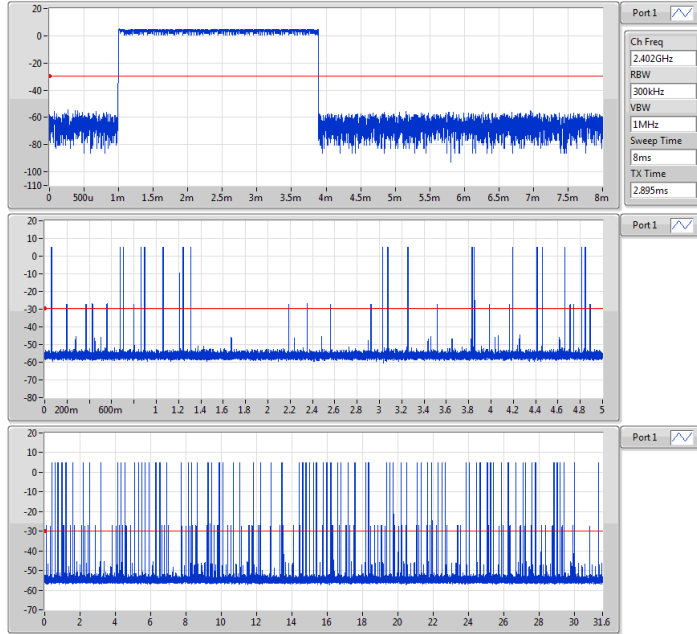 20
0
-20
-40
-60
-80
-100
-110
0 500u 1m 1.5m 2m 2.5m 3m 3.5m 4m 4.5m 5m 5.5m 6m 6.5m 7m 7.5m 8m
Port 1
Ch Freq
2.402GHz
RBW
300kHz
VBW
1MHz
Sweep Time
8ms
TX Time
2.895ms
20
10
0
-10
-20
-30
-40
-50
-60
-70
-80
0 200m 600m 1 1.2 1.4 1.6 1.8 2 2.2 2.4 2.6 2.8 3 3.2 3.4 3.6 3.8 4 4.2 4.4 4.6 4.8 5
Port 1
20
10
0
-10
-20
-30
-40
-50
-60
-70
0 2 4 6 8 10 12 14 16 18 20 22 24 26 28 30 31.6
Port 1